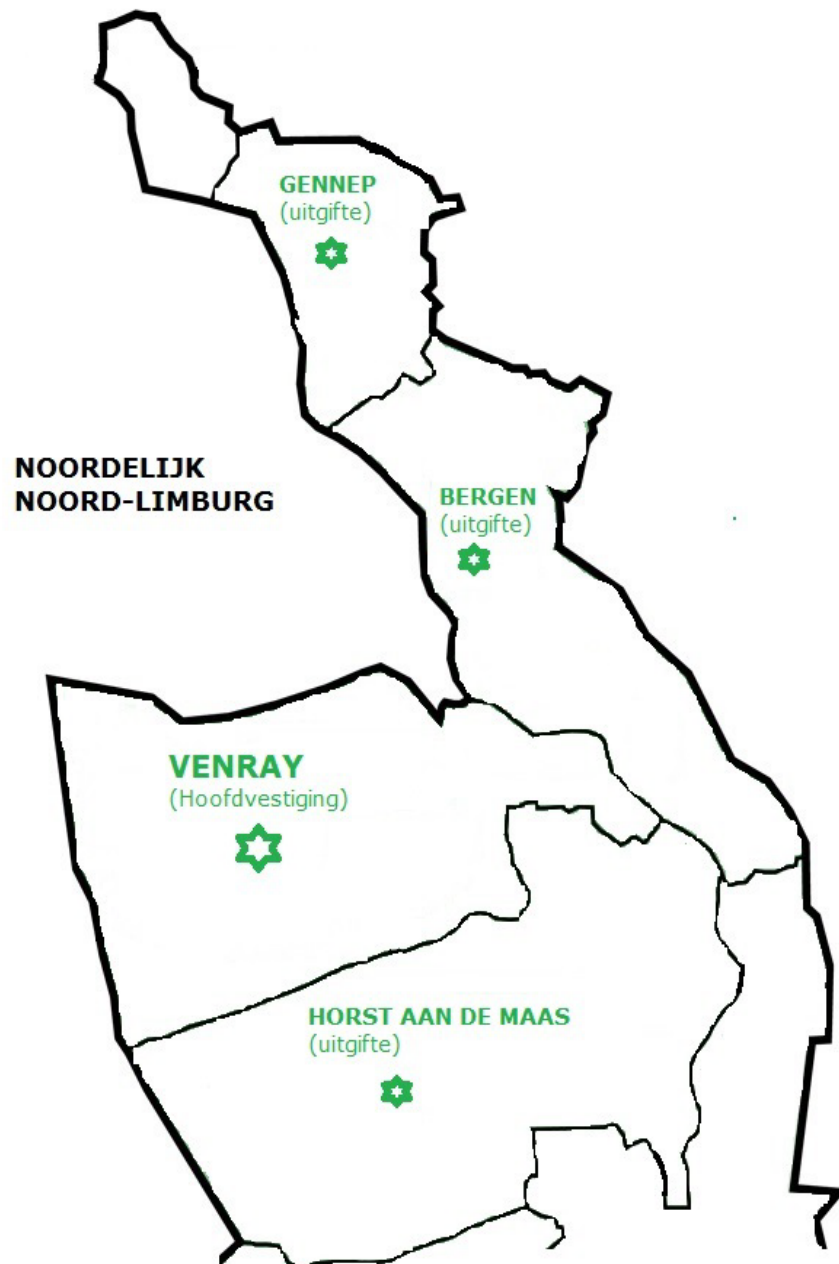 GENNEP
(uitgifte)
NOORDELIJK
NOORD-LIMBURG
BERGEN
(uitgifte)
VENRAY
(Hoofdvestiging)
HORST AAN DE MAAS
(uitgifte)